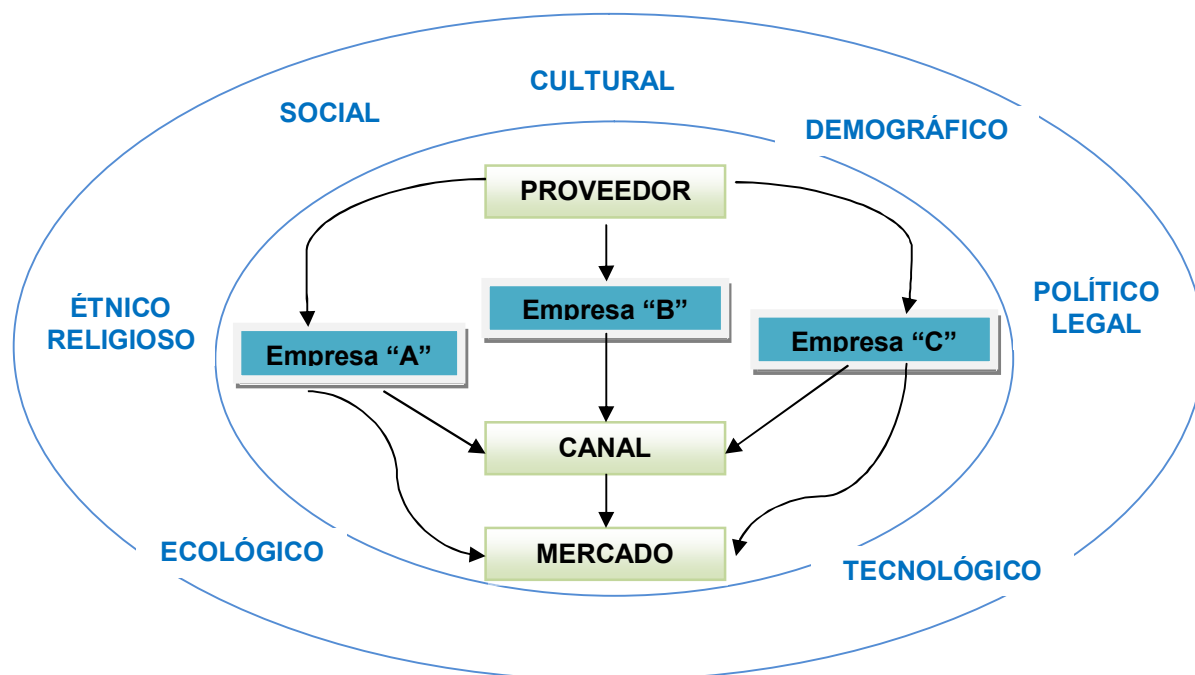 CULTURAL
SOCIAL
DEMOGRÁFICO
PROVEEDOR
ÉTNICO
RELIGIOSO
POLÍTICO
LEGAL
Empresa “B”
Empresa “A”
Empresa “C”
CANAL
ECOLÓGICO
MERCADO
TECNOLÓGICO